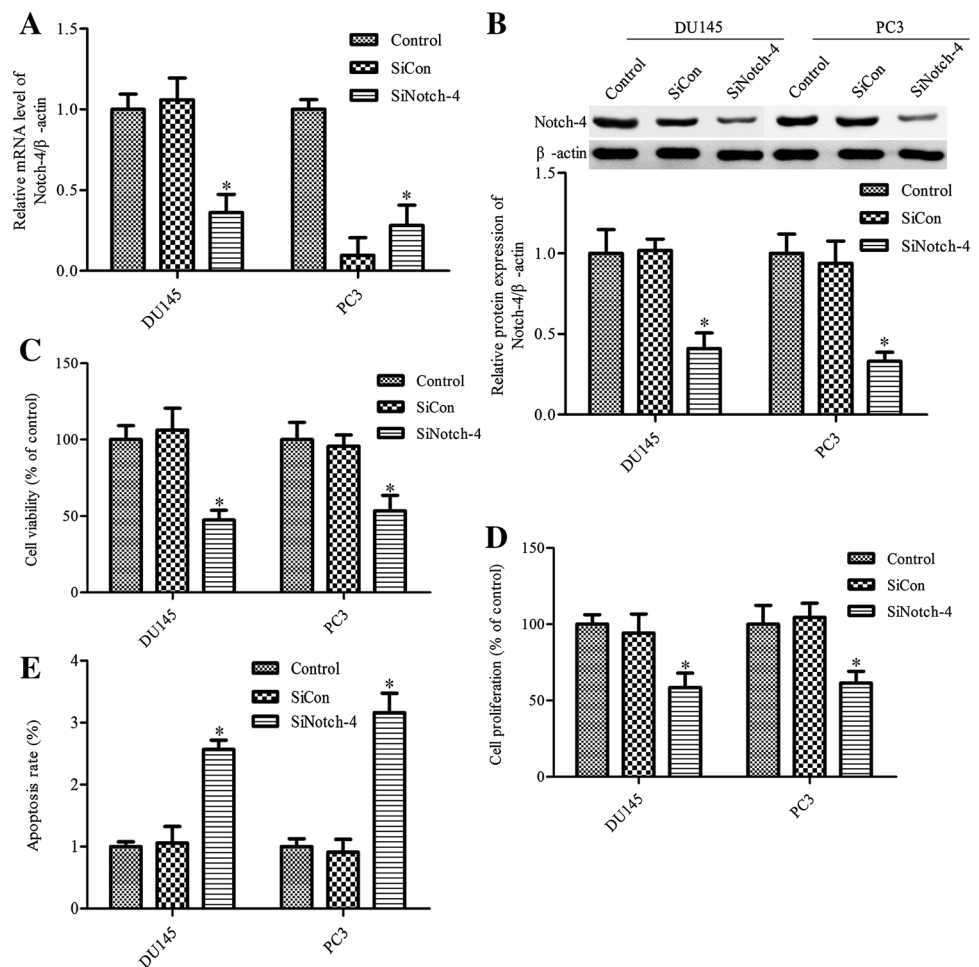 A
Relative mRNA level of
Notch-4/β -actin
1.5
1.0
0.5
0.0
Control
SiCon
SiNotch-4
*
*
DU145
PC3
B
DU145
PC3
Control
SiCon
SiNotch-4
Control
SiCon
SiNotch-4
Notch-4
β -actin
Relative protein expression of
Notch-4/β -actin
1.5
1.0
0.5
0.0
Control
SiCon
SiNotch-4
*
*
DU145
PC3
C
Cell viability (% of control)
150
100
50
0
Control
SiCon
SiNotch-4
*
*
DU145
PC3
D
Cell proliferation (% of control)
150
100
50
0
Control
SiCon
SiNotch-4
*
*
DU145
PC3
E
Apoptosis rate (%)
4
3
2
1
0
Control
SiCon
SiNotch-4
*
*
DU145
PC3